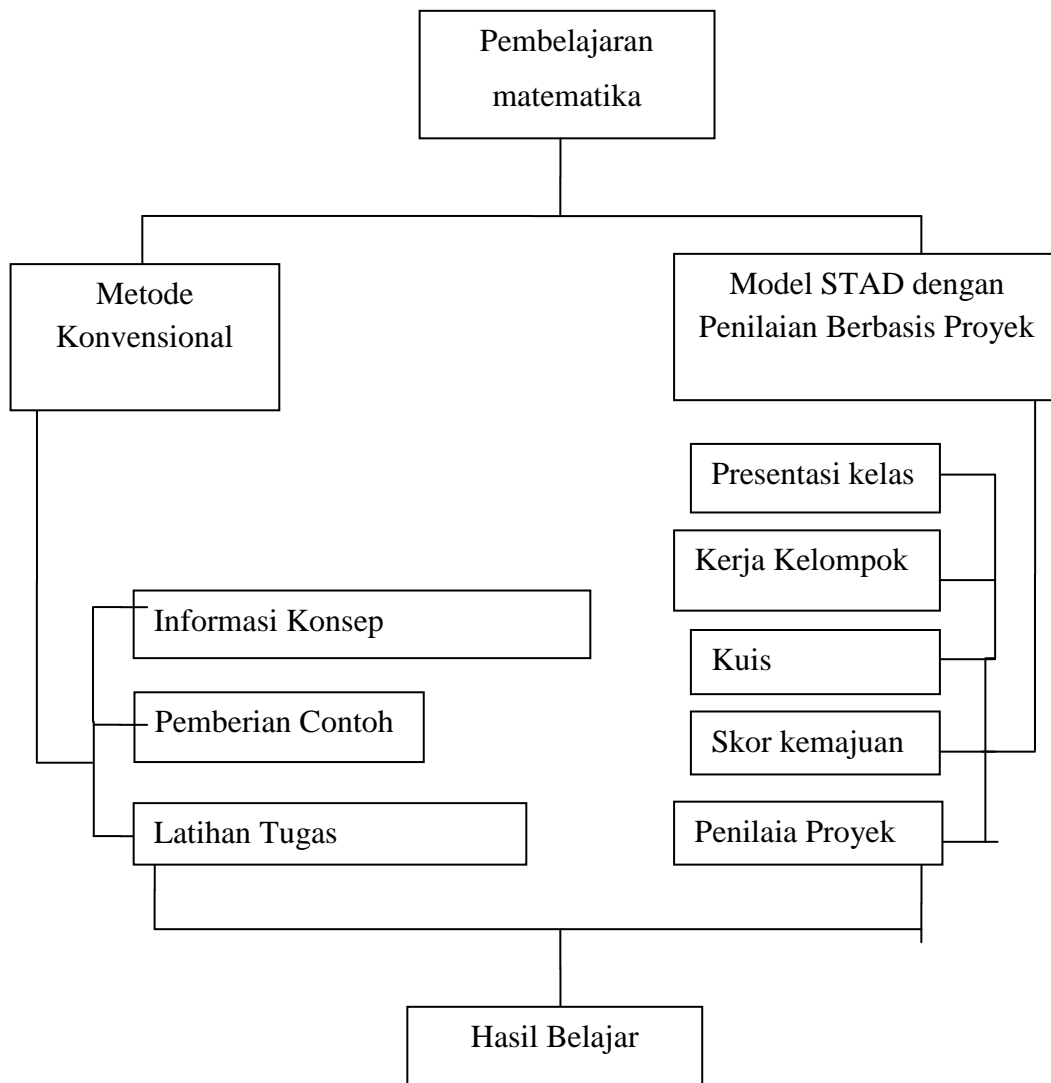 Pembelajaran
matematika
Metode
Konvensional
Model STAD dengan
Penilaian Berbasis Proyek
Presentasi kelas
Kerja Kelompok
Informasi Konsep
Kuis
Pemberian Contoh
Skor kemajuan
Latihan Tugas
Penilaia Proyek
Hasil Belajar